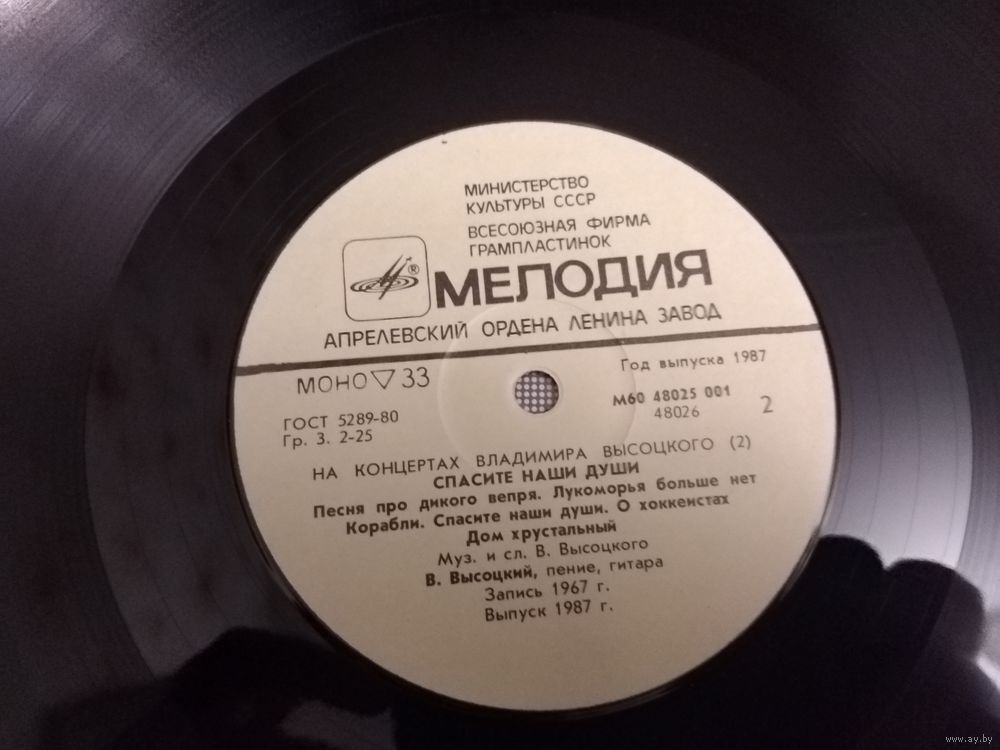 МИНИСТЕРСТВО
КУЛЬТУРЫ СССР
ВСЕСОЮЗНАЯ ФИРМА
ГРАМПЛАСТИНОК
®
МЕЛОДИЯ
АПРЕЛЕВСКИЙ ОРДЕНА ЛЕНИНА ЗАВОД
МОНО ▽ 33
Год выпуска 1987
ГОСТ 5289-80
Гр. 3. 2-25
М60 48025 001
48026
2
НА КОНЦЕРТАХ ВЛАДИМИРА ВЫСОЦКОГО (2)
СПАСИТЕ НАШИ ДУШИ
Песня про дикого вепря. Лукоморья больше нет
Корабли. Спасите наши души. О хоккеистах
Дом хрустальный
Муз. и сл. В. Высоцкого
В. Высоцкий, пение, гитара
Запись 1967 г.
Выпуск 1987 г.
www.ay.by